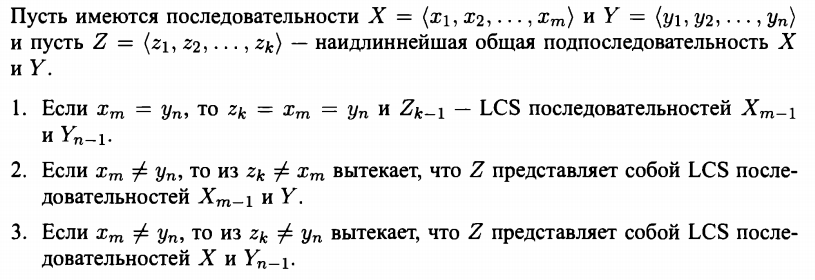 Пусть имеются последовательности X = ⟨x₁, x₂, . . . , xₘ⟩ и Y = ⟨y₁, y₂, . . . , yₙ⟩
и пусть Z = ⟨z₁, z₂, . . . , zₖ⟩ — наидлиннейшая общая подпоследовательность X
и Y.
1. Если xₘ = yₙ, то zₖ = xₘ = yₙ и Zₖ₋₁ — LCS последовательностей Xₘ₋₁
и Yₙ₋₁.
2. Если xₘ ≠ yₙ, то из zₖ ≠ xₘ вытекает, что Z представляет собой LCS после-
довательностей Xₘ₋₁ и Y.
3. Если xₘ ≠ yₙ, то из zₖ ≠ yₙ вытекает, что Z представляет собой LCS после-
довательностей X и Yₙ₋₁.